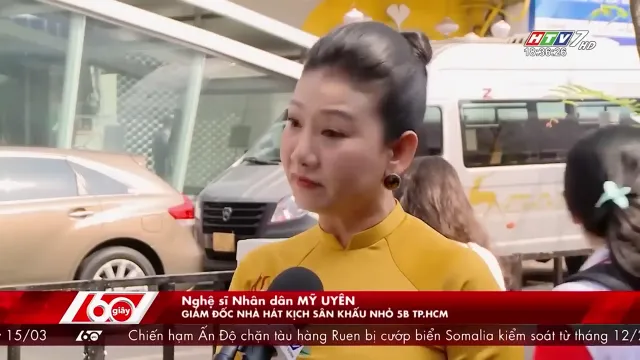 HTV7 HD
18:36:26
Z
Nghệ sĩ Nhân dân MỸ UYÊN
GIÁM ĐỐC NHÀ HÁT KỊCH SÂN KHẤU NHỎ 5B TP.HCM
60 giây
15/03 Chiến hạm Ấn Độ chặn tàu hàng Ruen bị cướp biển Somalia kiểm soát từ tháng 12/2